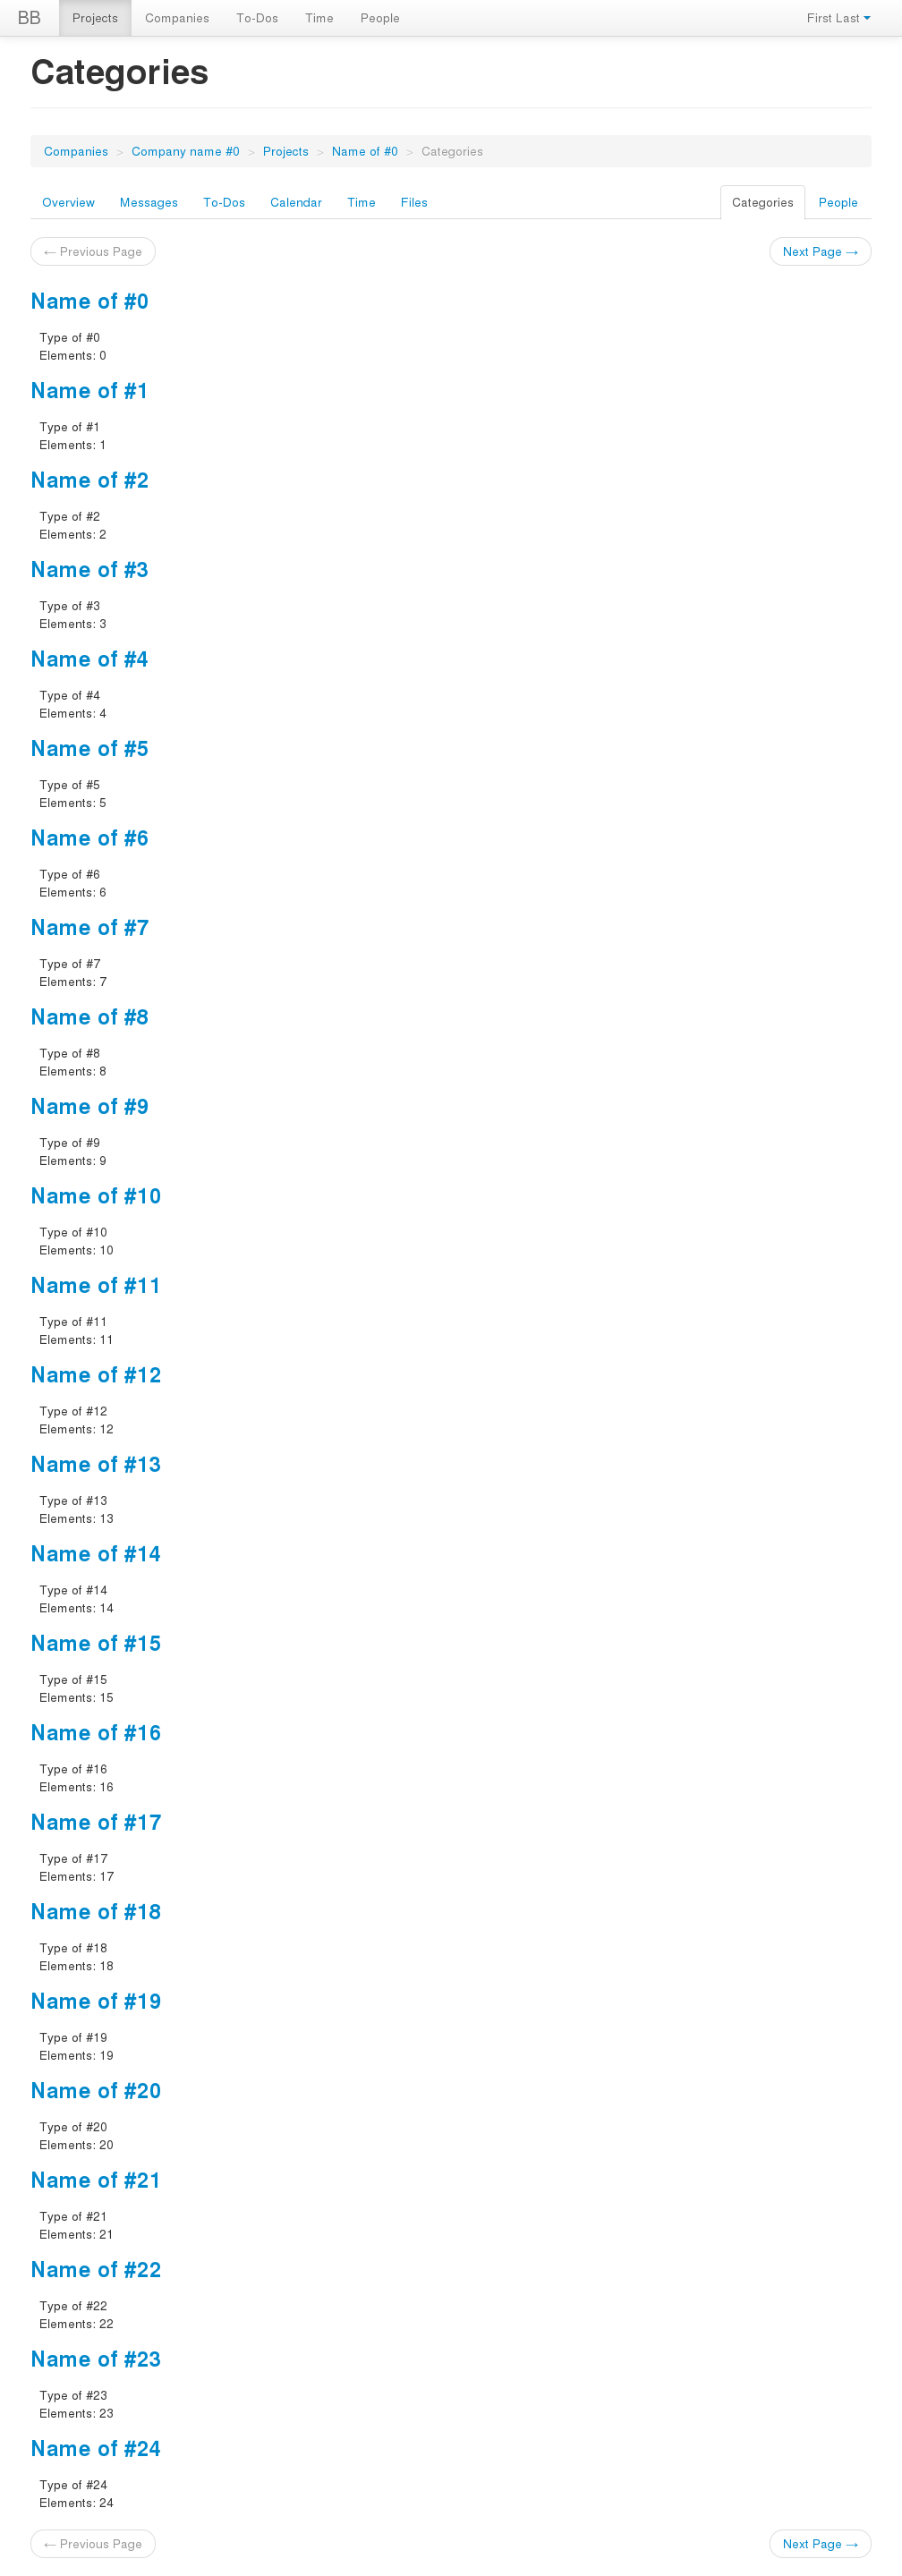 BB Projects Companies To-Dos Time People First Last
Categories
Companies > Company name #0 > Projects > Name of #0 > Categories
Overview Messages To-Dos Calendar Time Files Categories People
← Previous Page Next Page →
Name of #0
Type of #0
Elements: 0
Name of #1
Type of #1
Elements: 1
Name of #2
Type of #2
Elements: 2
Name of #3
Type of #3
Elements: 3
Name of #4
Type of #4
Elements: 4
Name of #5
Type of #5
Elements: 5
Name of #6
Type of #6
Elements: 6
Name of #7
Type of #7
Elements: 7
Name of #8
Type of #8
Elements: 8
Name of #9
Type of #9
Elements: 9
Name of #10
Type of #10
Elements: 10
Name of #11
Type of #11
Elements: 11
Name of #12
Type of #12
Elements: 12
Name of #13
Type of #13
Elements: 13
Name of #14
Type of #14
Elements: 14
Name of #15
Type of #15
Elements: 15
Name of #16
Type of #16
Elements: 16
Name of #17
Type of #17
Elements: 17
Name of #18
Type of #18
Elements: 18
Name of #19
Type of #19
Elements: 19
Name of #20
Type of #20
Elements: 20
Name of #21
Type of #21
Elements: 21
Name of #22
Type of #22
Elements: 22
Name of #23
Type of #23
Elements: 23
Name of #24
Type of #24
Elements: 24
← Previous Page Next Page →